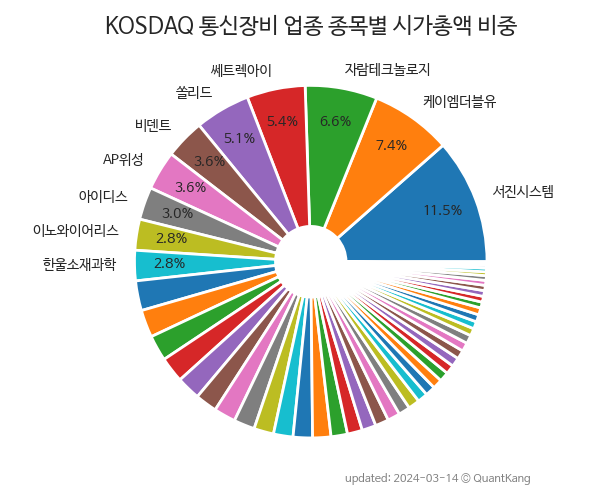 KOSDAQ 통신장비 업종 종목별 시가총액 비중
서진시스템
11.5%
케이엠더블유
7.4%
자람테크놀로지
6.6%
쎄트렉아이
5.4%
쏠리드
5.1%
비덴트
3.6%
AP위성
3.6%
아이디스
3.0%
이노와이어리스
2.8%
한울소재과학
2.8%
updated: 2024-03-14 © QuantKang